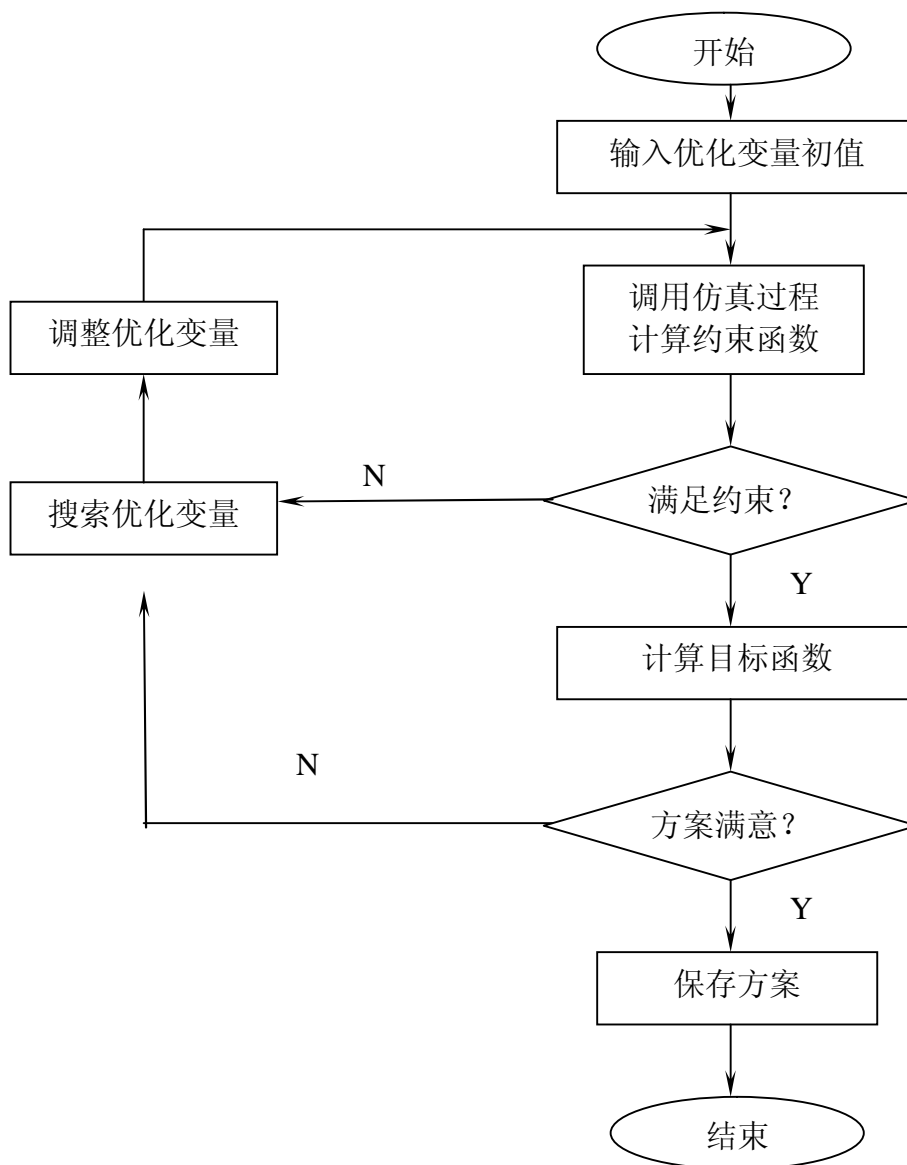 开始
输入优化变量初值
调用仿真过程
计算约束函数
调整优化变量
N
满足约束？
搜索优化变量
Y
计算目标函数
N
方案满意？
Y
保存方案
结束